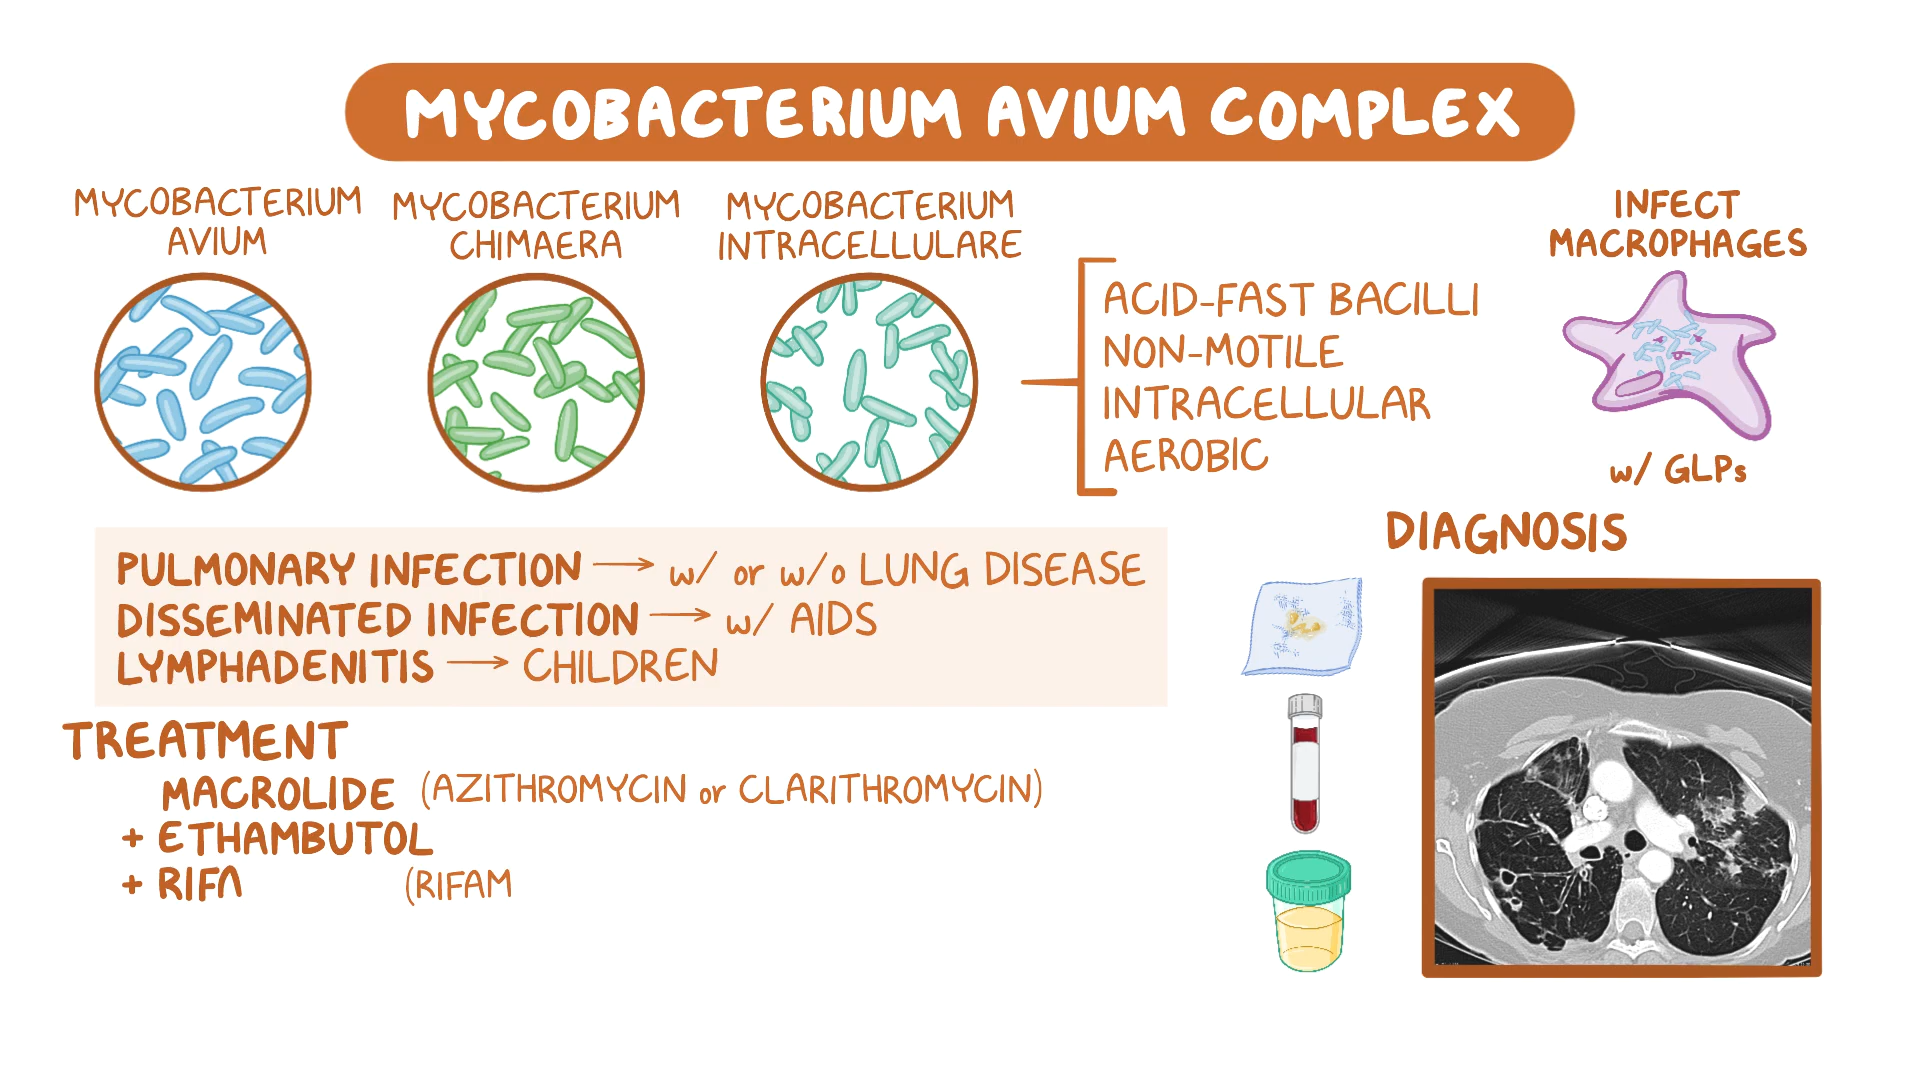 MYCOBACTERIUM AVIUM COMPLEX
MYCOBACTERIUM
AVIUM
MYCOBACTERIUM
CHIMAERA
MYCOBACTERIUM
INTRACELLULARE
ACID-FAST BACILLI
NON-MOTILE
INTRACELLULAR
AEROBIC
INFECT
MACROPHAGES
w/ GLPs
PULMONARY INFECTION → w/ or w/o LUNG DISEASE
DISSEMINATED INFECTION → w/ AIDS
LYMPHADENITIS → CHILDREN
TREATMENT
MACROLIDE (AZITHROMYCIN or CLARITHROMYCIN)
+ ETHAMBUTOL
+ RIFA (RIFAM
DIAGNOSIS